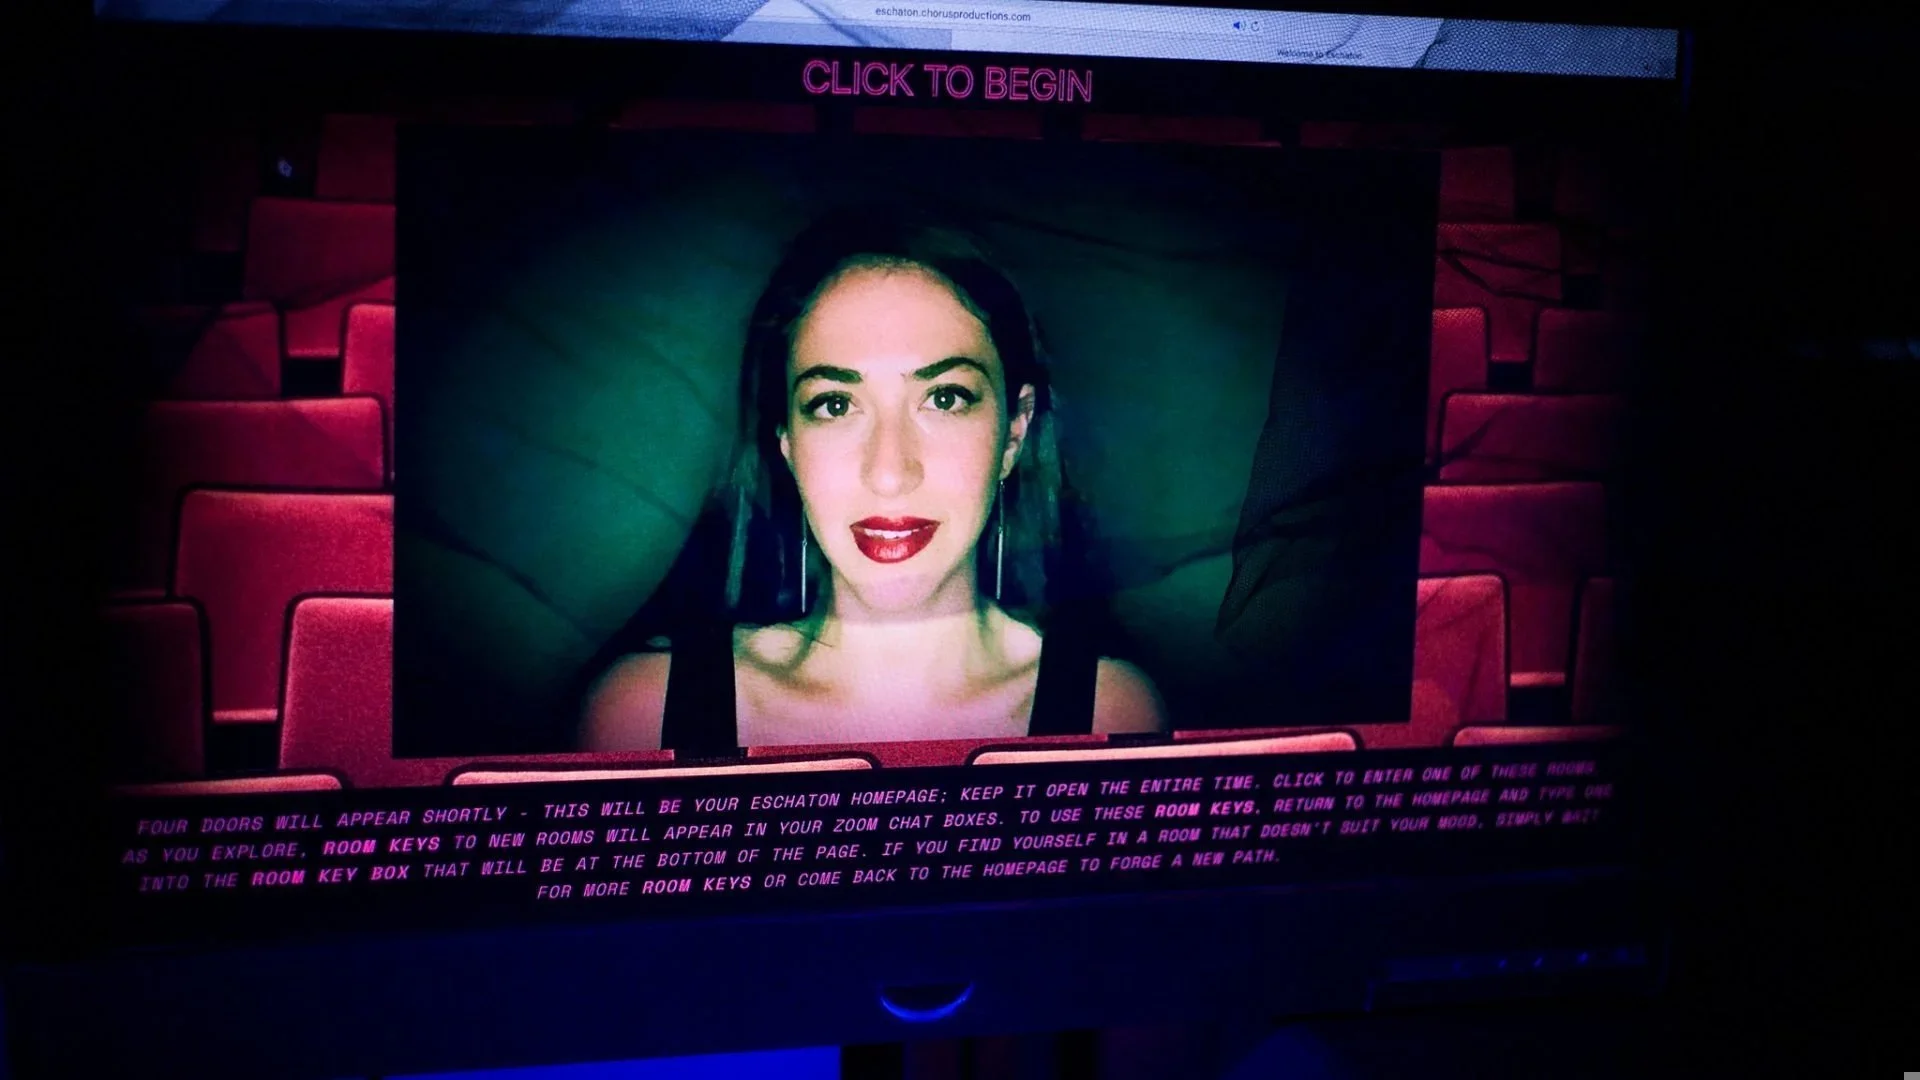 eschaton.chorusproductions.com
Welcome to Eschaton
CLICK TO BEGIN
FOUR DOORS WILL APPEAR SHORTLY - THIS WILL BE YOUR ESCHATON HOMEPAGE; KEEP IT OPEN THE ENTIRE TIME. CLICK TO ENTER ONE OF THESE ROOMS.
AS YOU EXPLORE, ROOM KEYS TO NEW ROOMS WILL APPEAR IN YOUR ZOOM CHAT BOXES. TO USE THESE ROOM KEYS, RETURN TO THE HOMEPAGE AND TYPE ONE
INTO THE ROOM KEY BOX THAT WILL BE AT THE BOTTOM OF THE PAGE. IF YOU FIND YOURSELF IN A ROOM THAT DOESN'T SUIT YOUR MOOD, SIMPLY WAIT
FOR MORE ROOM KEYS OR COME BACK TO THE HOMEPAGE TO FORGE A NEW PATH.